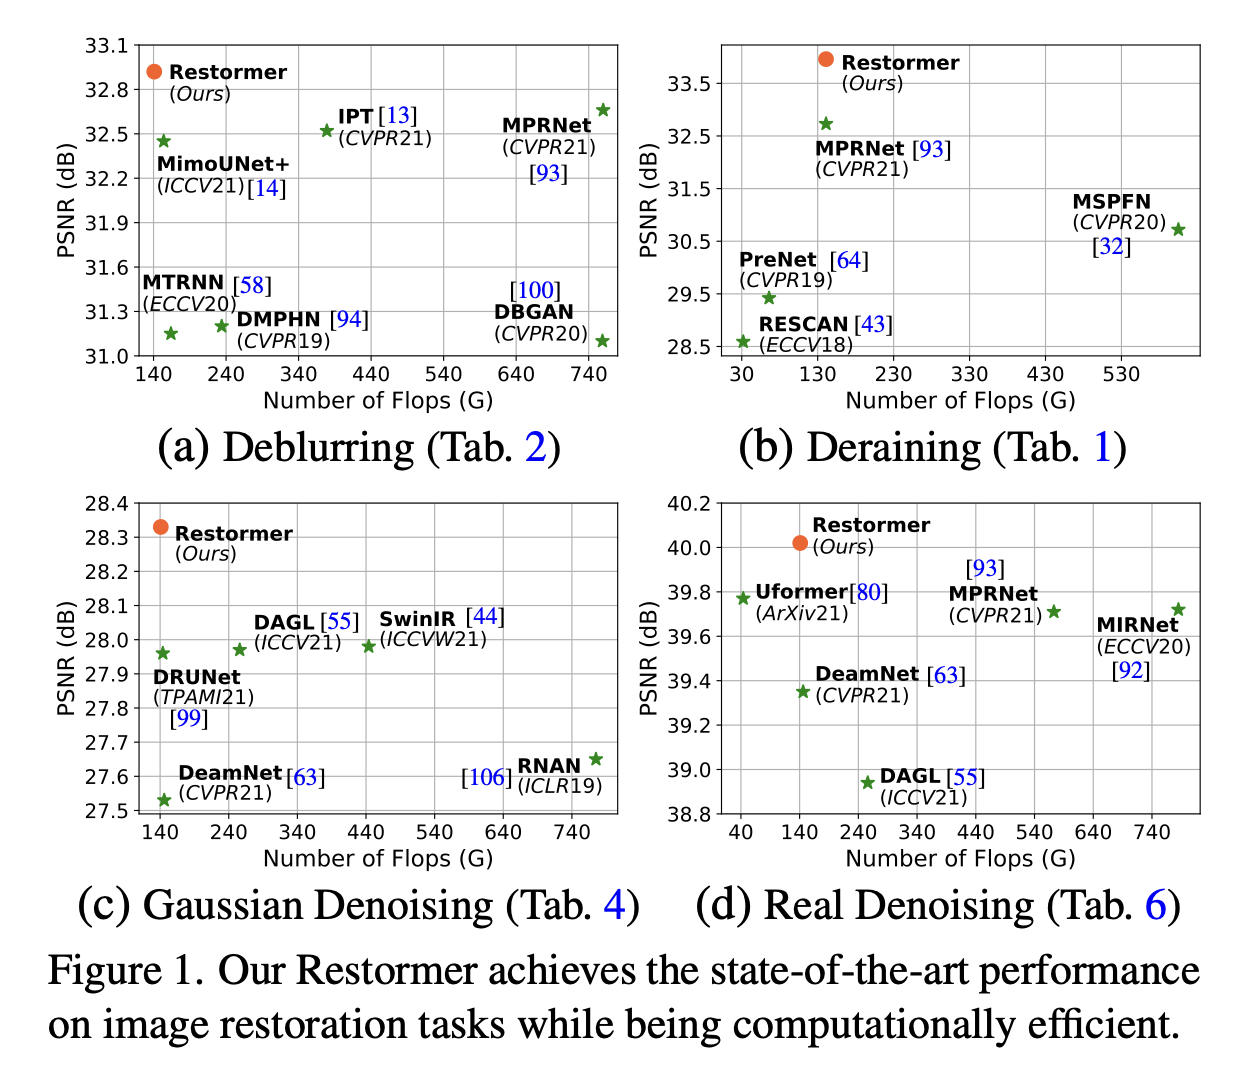 33.1
32.8
32.5
32.2
31.9
31.6
31.3
31.0
PSNR (dB)
Restormer
(Ours)
IPT [13]
(CVPR21)
MPRNet
(CVPR21)
[93]
MimoUNet+
(ICCV21)[14]
MTRNN [58]
(ECCV20)
DMPHN [94]
(CVPR19)
[100]
DBGAN
(CVPR20)
140 240 340 440 540 640 740
Number of Flops (G)
(a) Deblurring (Tab. 2)
33.5
32.5
31.5
30.5
29.5
28.5
PSNR (dB)
Restormer
(Ours)
MPRNet [93]
(CVPR21)
MSPFN
(CVPR20)
[32]
PreNet [64]
(CVPR19)
RESCAN [43]
(ECCV18)
30 130 230 330 430 530
Number of Flops (G)
(b) Deraining (Tab. 1)
28.4
28.3
28.2
28.1
28.0
27.9
27.8
27.7
27.6
27.5
PSNR (dB)
Restormer
(Ours)
DAGL [55]
(ICCV21)
SwinIR [44]
(ICCVW21)
DRUNet
(TPAMI21)
[99]
DeamNet [63]
(CVPR21)
[106] RNAN
(ICLR19)
140 240 340 440 540 640 740
Number of Flops (G)
(c) Gaussian Denoising (Tab. 4)
40.2
40.0
39.8
39.6
39.4
39.2
39.0
38.8
PSNR (dB)
Restormer
(Ours)
Uformer[80]
(ArXiv21)
[93]
MPRNet
(CVPR21)
MIRNet
(ECCV20)
[92]
DeamNet [63]
(CVPR21)
DAGL [55]
(ICCV21)
40 140 240 340 440 540 640 740
Number of Flops (G)
(d) Real Denoising (Tab. 6)
Figure 1. Our Restormer achieves the state-of-the-art performance
on image restoration tasks while being computationally efficient.